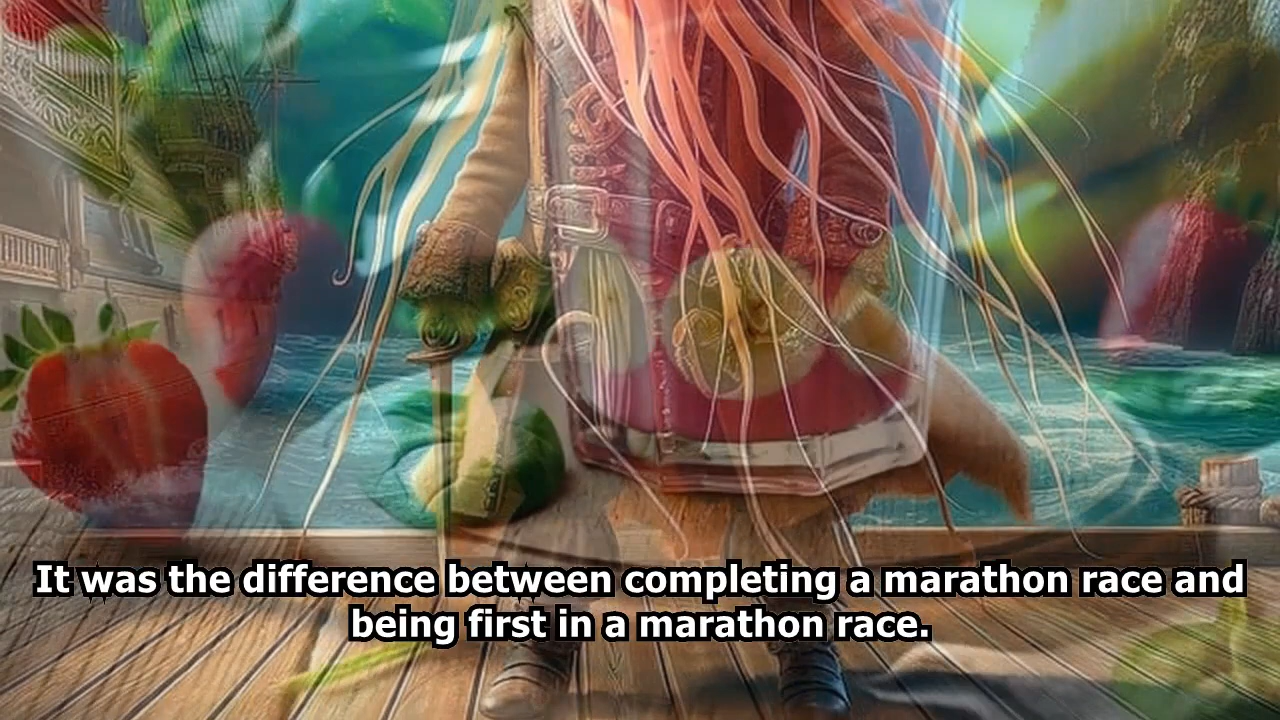 It was the difference between completing a marathon race and
being first in a marathon race.